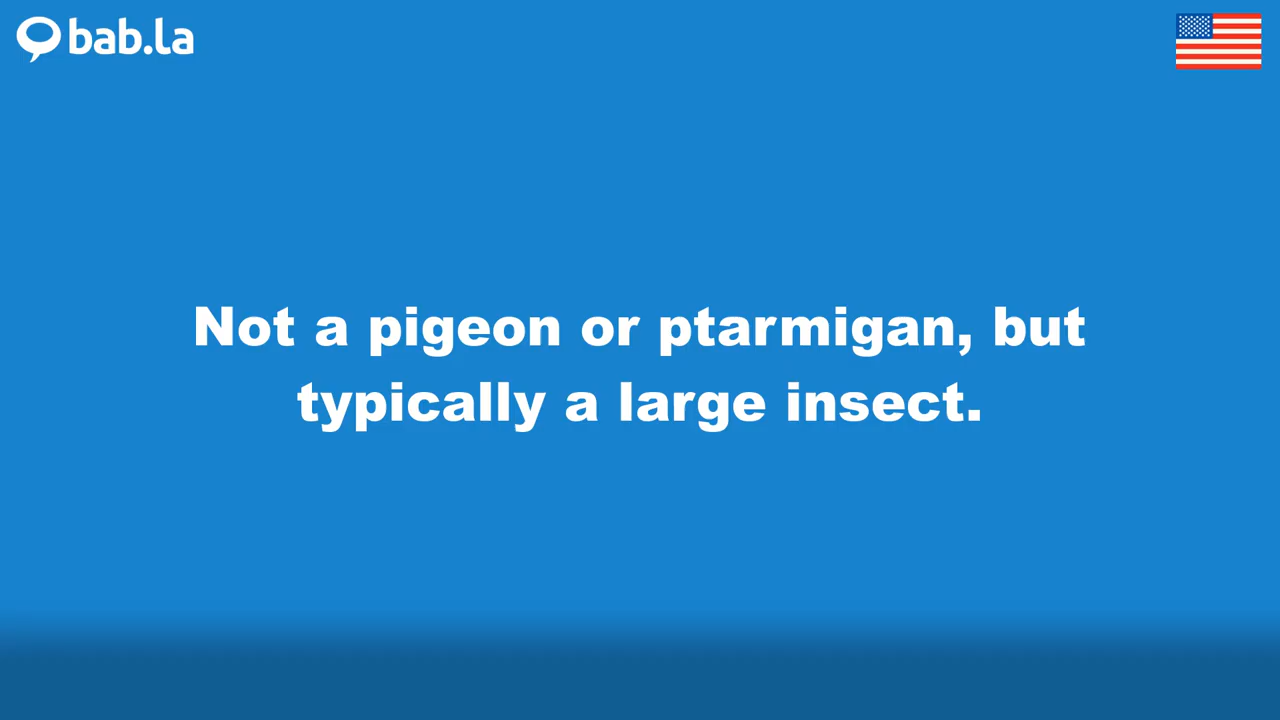 bab.la
Not a pigeon or ptarmigan, but
typically a large insect.